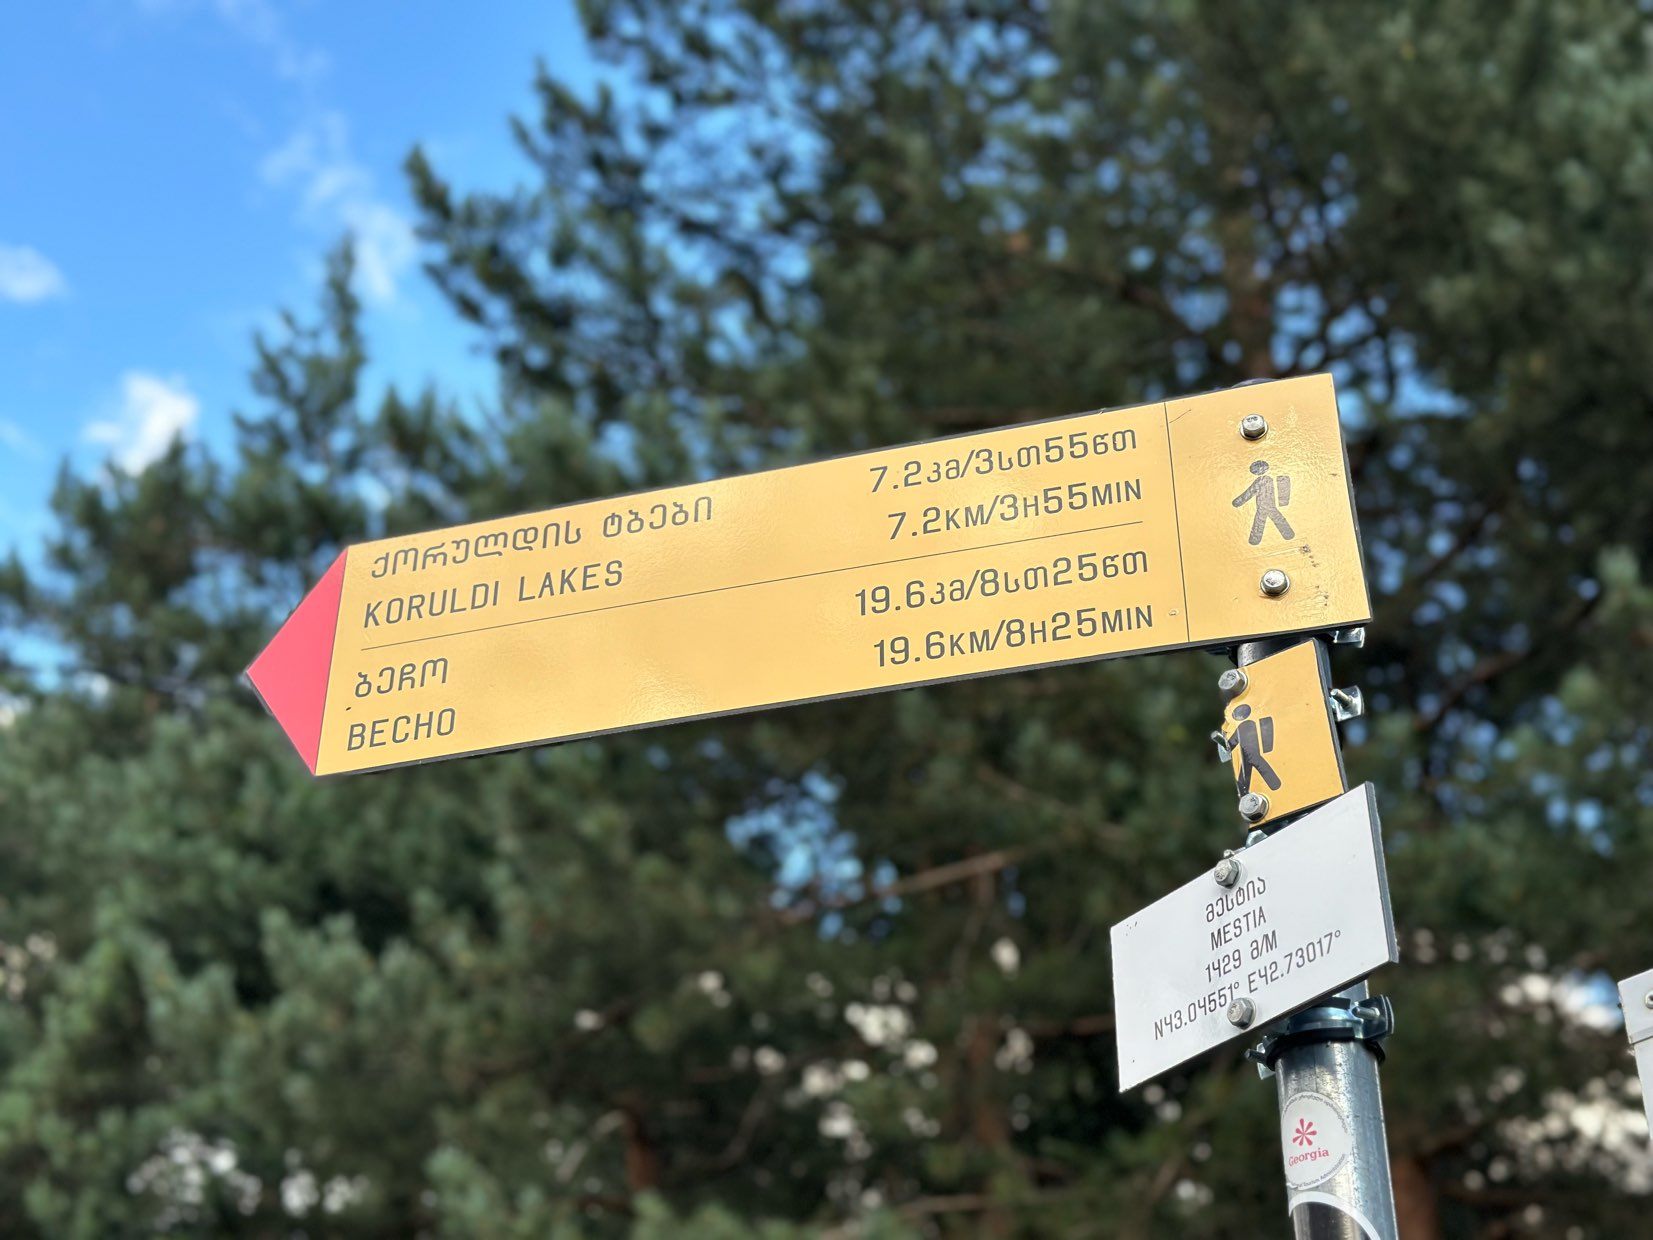 ქორულდის ტბები 7.2კმ/3სთ55წთ
KORULDI LAKES 7.2KM/3H55MIN
ბეჩო 19.6კმ/8სთ25წთ
BECHO 19.6KM/8H25MIN
მესტია
MESTIA
1429 მ/M
N43.04551° E42.73017°
Georgia